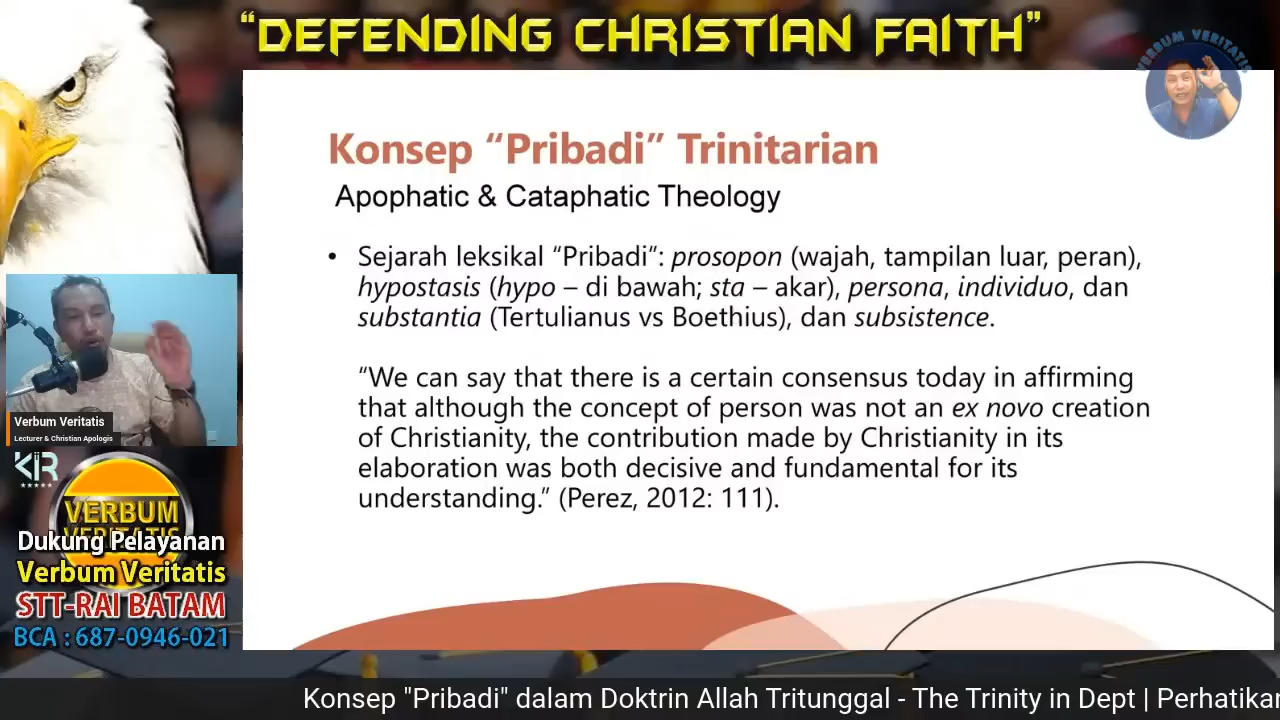 “DEFENDING CHRISTIAN FAITH”
VERBUM VERITATIS
Konsep “Pribadi” Trinitarian
Apophatic & Cataphatic Theology
• Sejarah leksikal “Pribadi“: prosopon (wajah, tampilan luar, peran),
hypostasis (hypo – di bawah; sta – akar), persona, individuo, dan
substantia (Tertulianus vs Boethius), dan subsistence.
“We can say that there is a certain consensus today in affirming
that although the concept of person was not an ex novo creation
of Christianity, the contribution made by Christianity in its
elaboration was both decisive and fundamental for its
understanding.” (Perez, 2012: 111).
Verbum Veritatis
Lecturer & Christian Apologis
KIR
VERBUM
VERITATIS
Dukung Pelayanan
Verbum Veritatis
STT-RAI BATAM
BCA : 687-0946-021
Konsep "Pribadi" dalam Doktrin Allah Tritunggal - The Trinity in Dept | Perhatikan